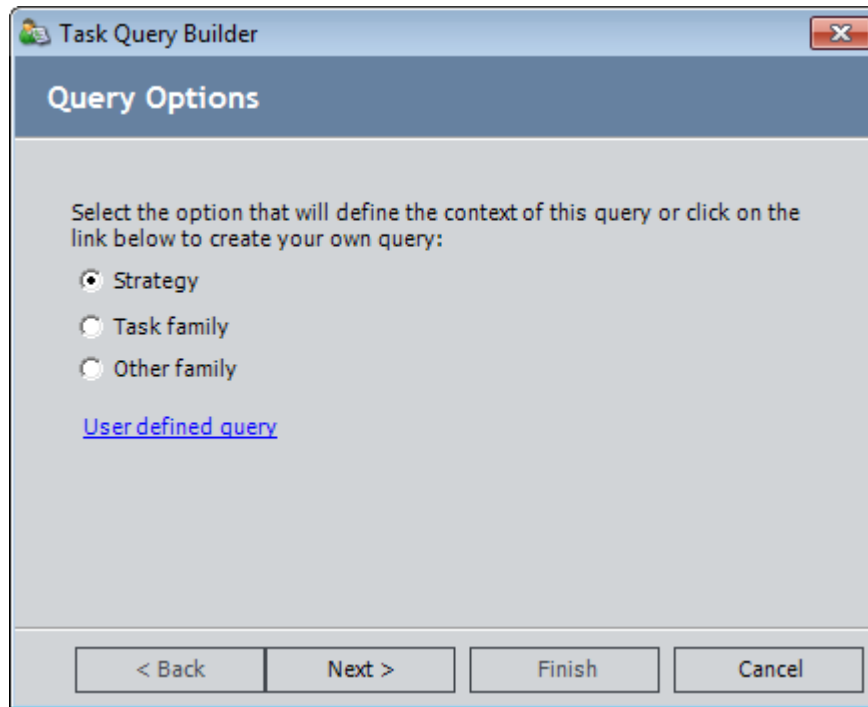 Task Query Builder
Query Options
Select the option that will define the context of this query or click on the
link below to create your own query:
Strategy
Task family
Other family
User defined query
< Back Next > Finish Cancel